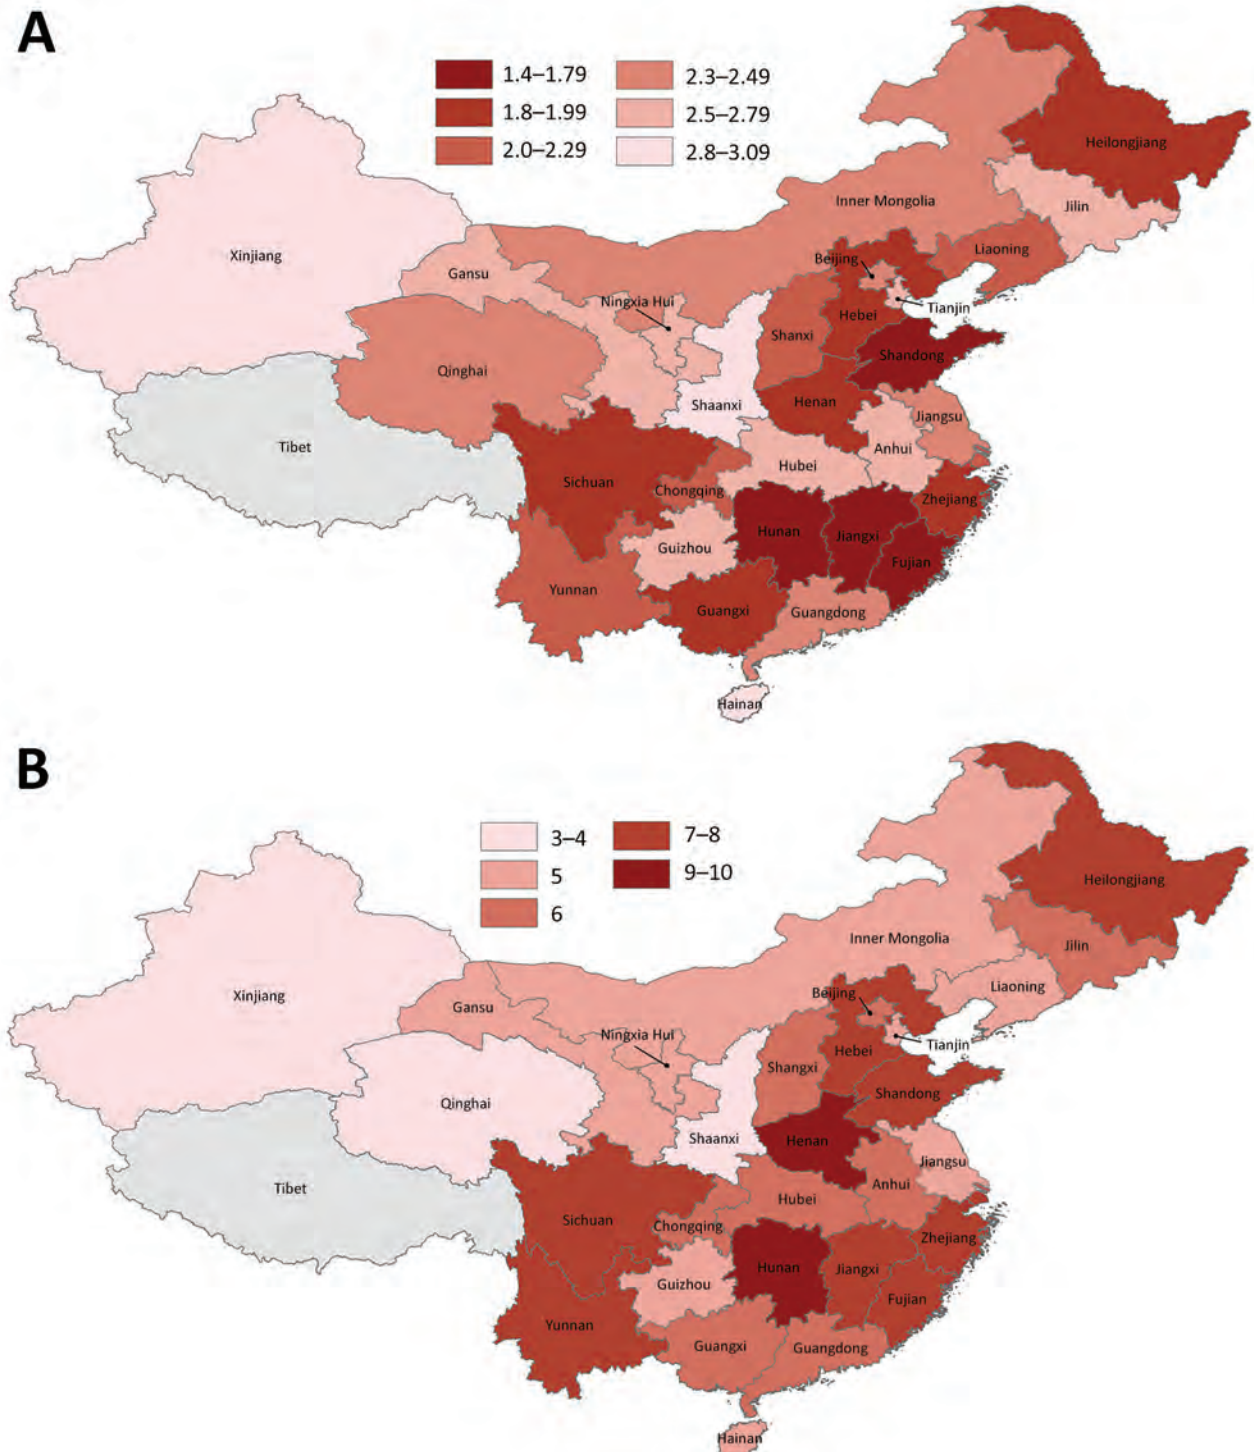 A
1.4–1.79
1.8–1.99
2.0–2.29
2.3–2.49
2.5–2.79
2.8–3.09
Heilongjiang
Inner Mongolia
Jilin
Xinjiang
Liaoning
Beijing
Gansu
Ningxia Hui
Tianjin
Hebei
Shanxi
Shandong
Qinghai
Shaanxi
Henan
Jiangsu
Tibet
Anhui
Hubei
Sichuan
Chongqing
Zhejiang
Hunan
Jiangxi
Guizhou
Fujian
Yunnan
Guangxi
Guangdong
Hainan
B
3–4
5
6
7–8
9–10
Heilongjiang
Inner Mongolia
Jilin
Liaoning
Xinjiang
Beijing
Gansu
Ningxia Hui
Tianjin
Hebei
Shangxi
Shandong
Qinghai
Shaanxi
Henan
Jiangsu
Anhui
Tibet
Hubei
Sichuan
Chongqing
Zhejiang
Hunan
Jiangxi
Guizhou
Fujian
Yunnan
Guangxi
Guangdong
Hainan